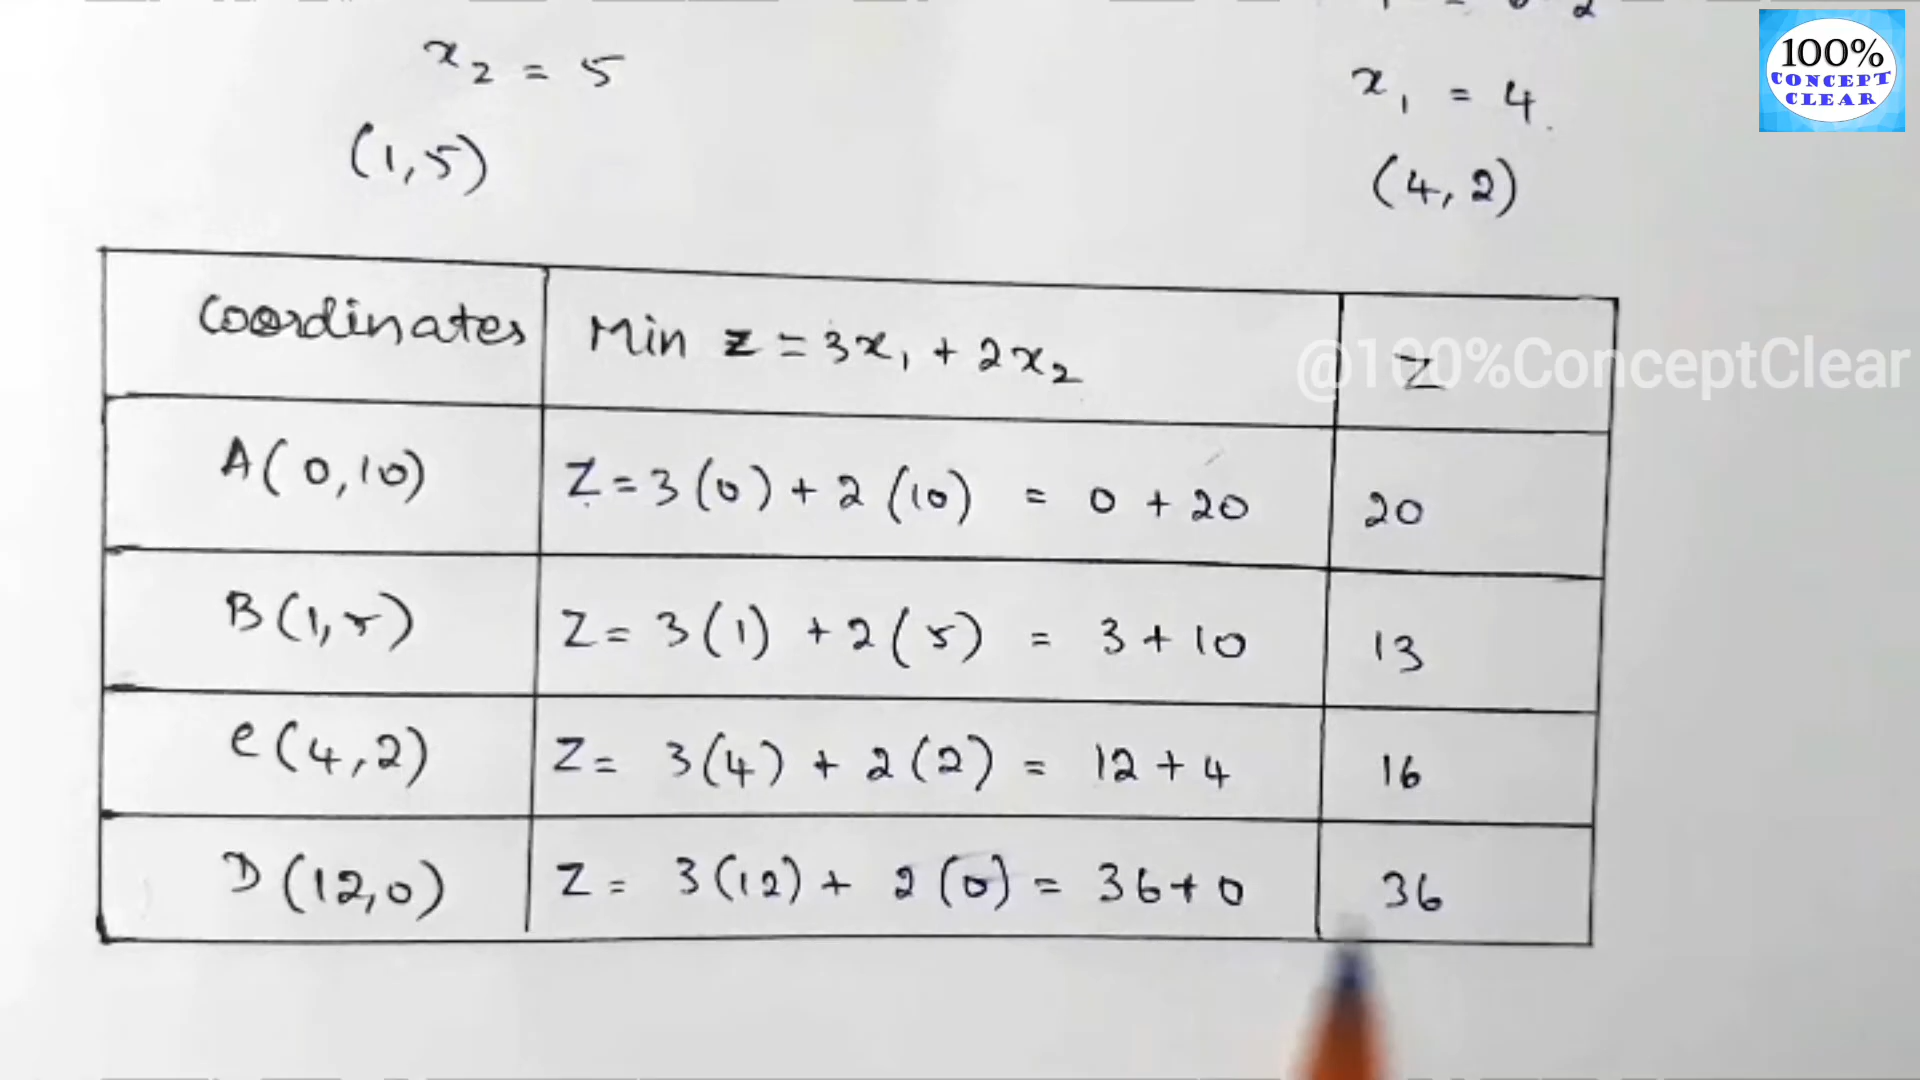 x₂ = 5
(1,5)
x₁ = 4
(4,2)
100%
CONCEPT
CLEAR
Coordinates Min Z = 3x₁ + 2x₂ Z
@100%ConceptClear
A(0,10) Z = 3(0) + 2(10) = 0 + 20 20
B(1,5) Z = 3(1) + 2(5) = 3 + 10 13
C(4,2) Z = 3(4) + 2(2) = 12 + 4 16
D(12,0) Z = 3(12) + 2(0) = 36 + 0 36